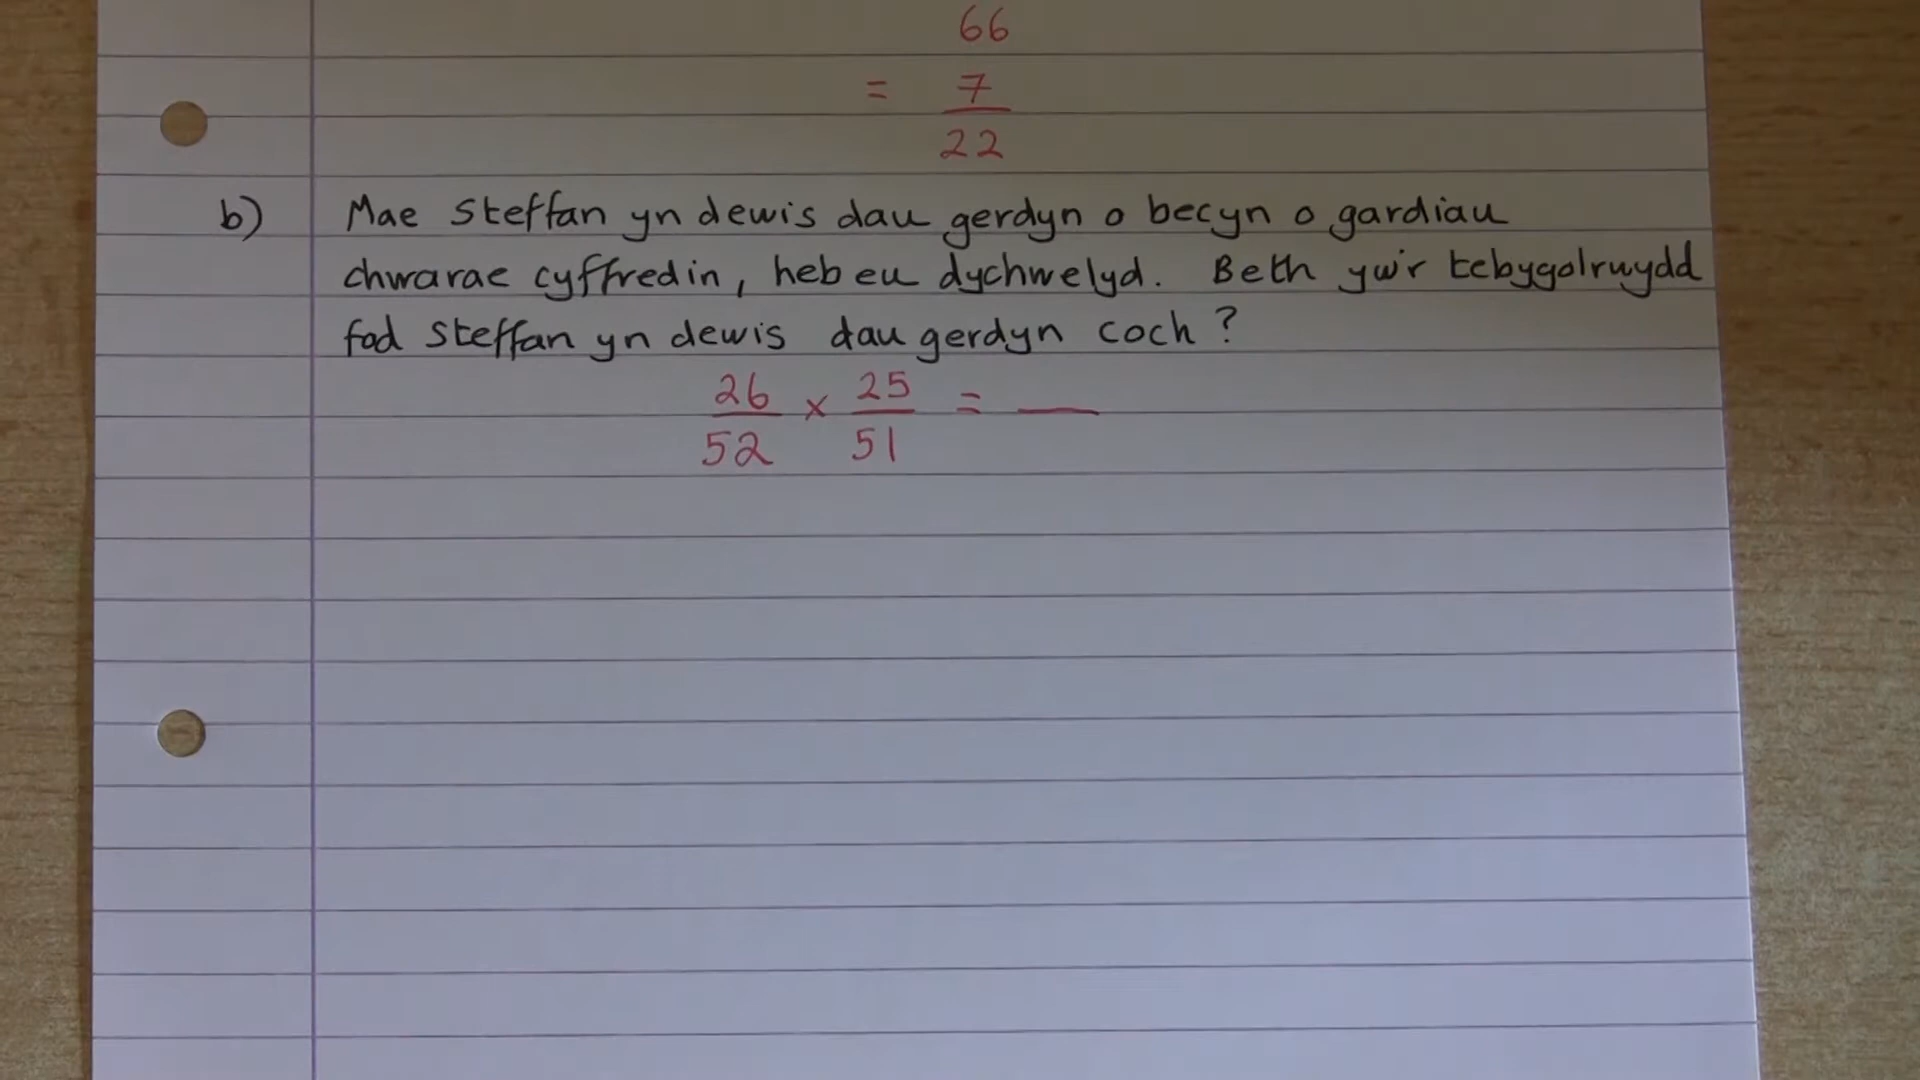 66
= 7
22
b) Mae Steffan yn dewis dau gerdyn o becyn o gardiau
chwarae cyffredin, heb eu dychwelyd. Beth yw'r tebygolrwydd
fod Steffan yn dewis dau gerdyn coch?
26 × 25 = —
52 51